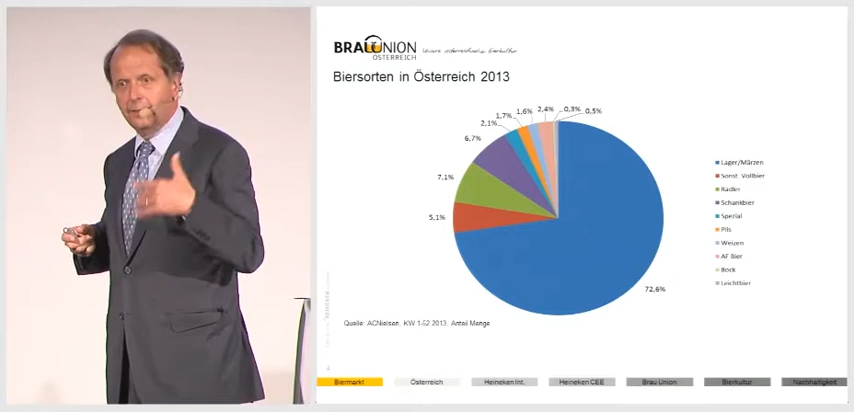 BRAU UNION
ÖSTERREICH
Biersorten in Österreich 2013
0,3%
0,5%
2,4%
1,6%
1,7%
2,1%
6,7%
7,1%
5,1%
72,6%
Lager/Märzen
Sonst. Vollbier
Radler
Schankbier
Spezial
Pils
Weizen
AF Bier
Bock
Leichtbier
Quelle: ACNielsen, KW 1-52 2013. Anteil Menge
4
Biermarkt Österreich Heineken Int. Heineken CEE Brau Union Bierkultur Nachhaltigkeit